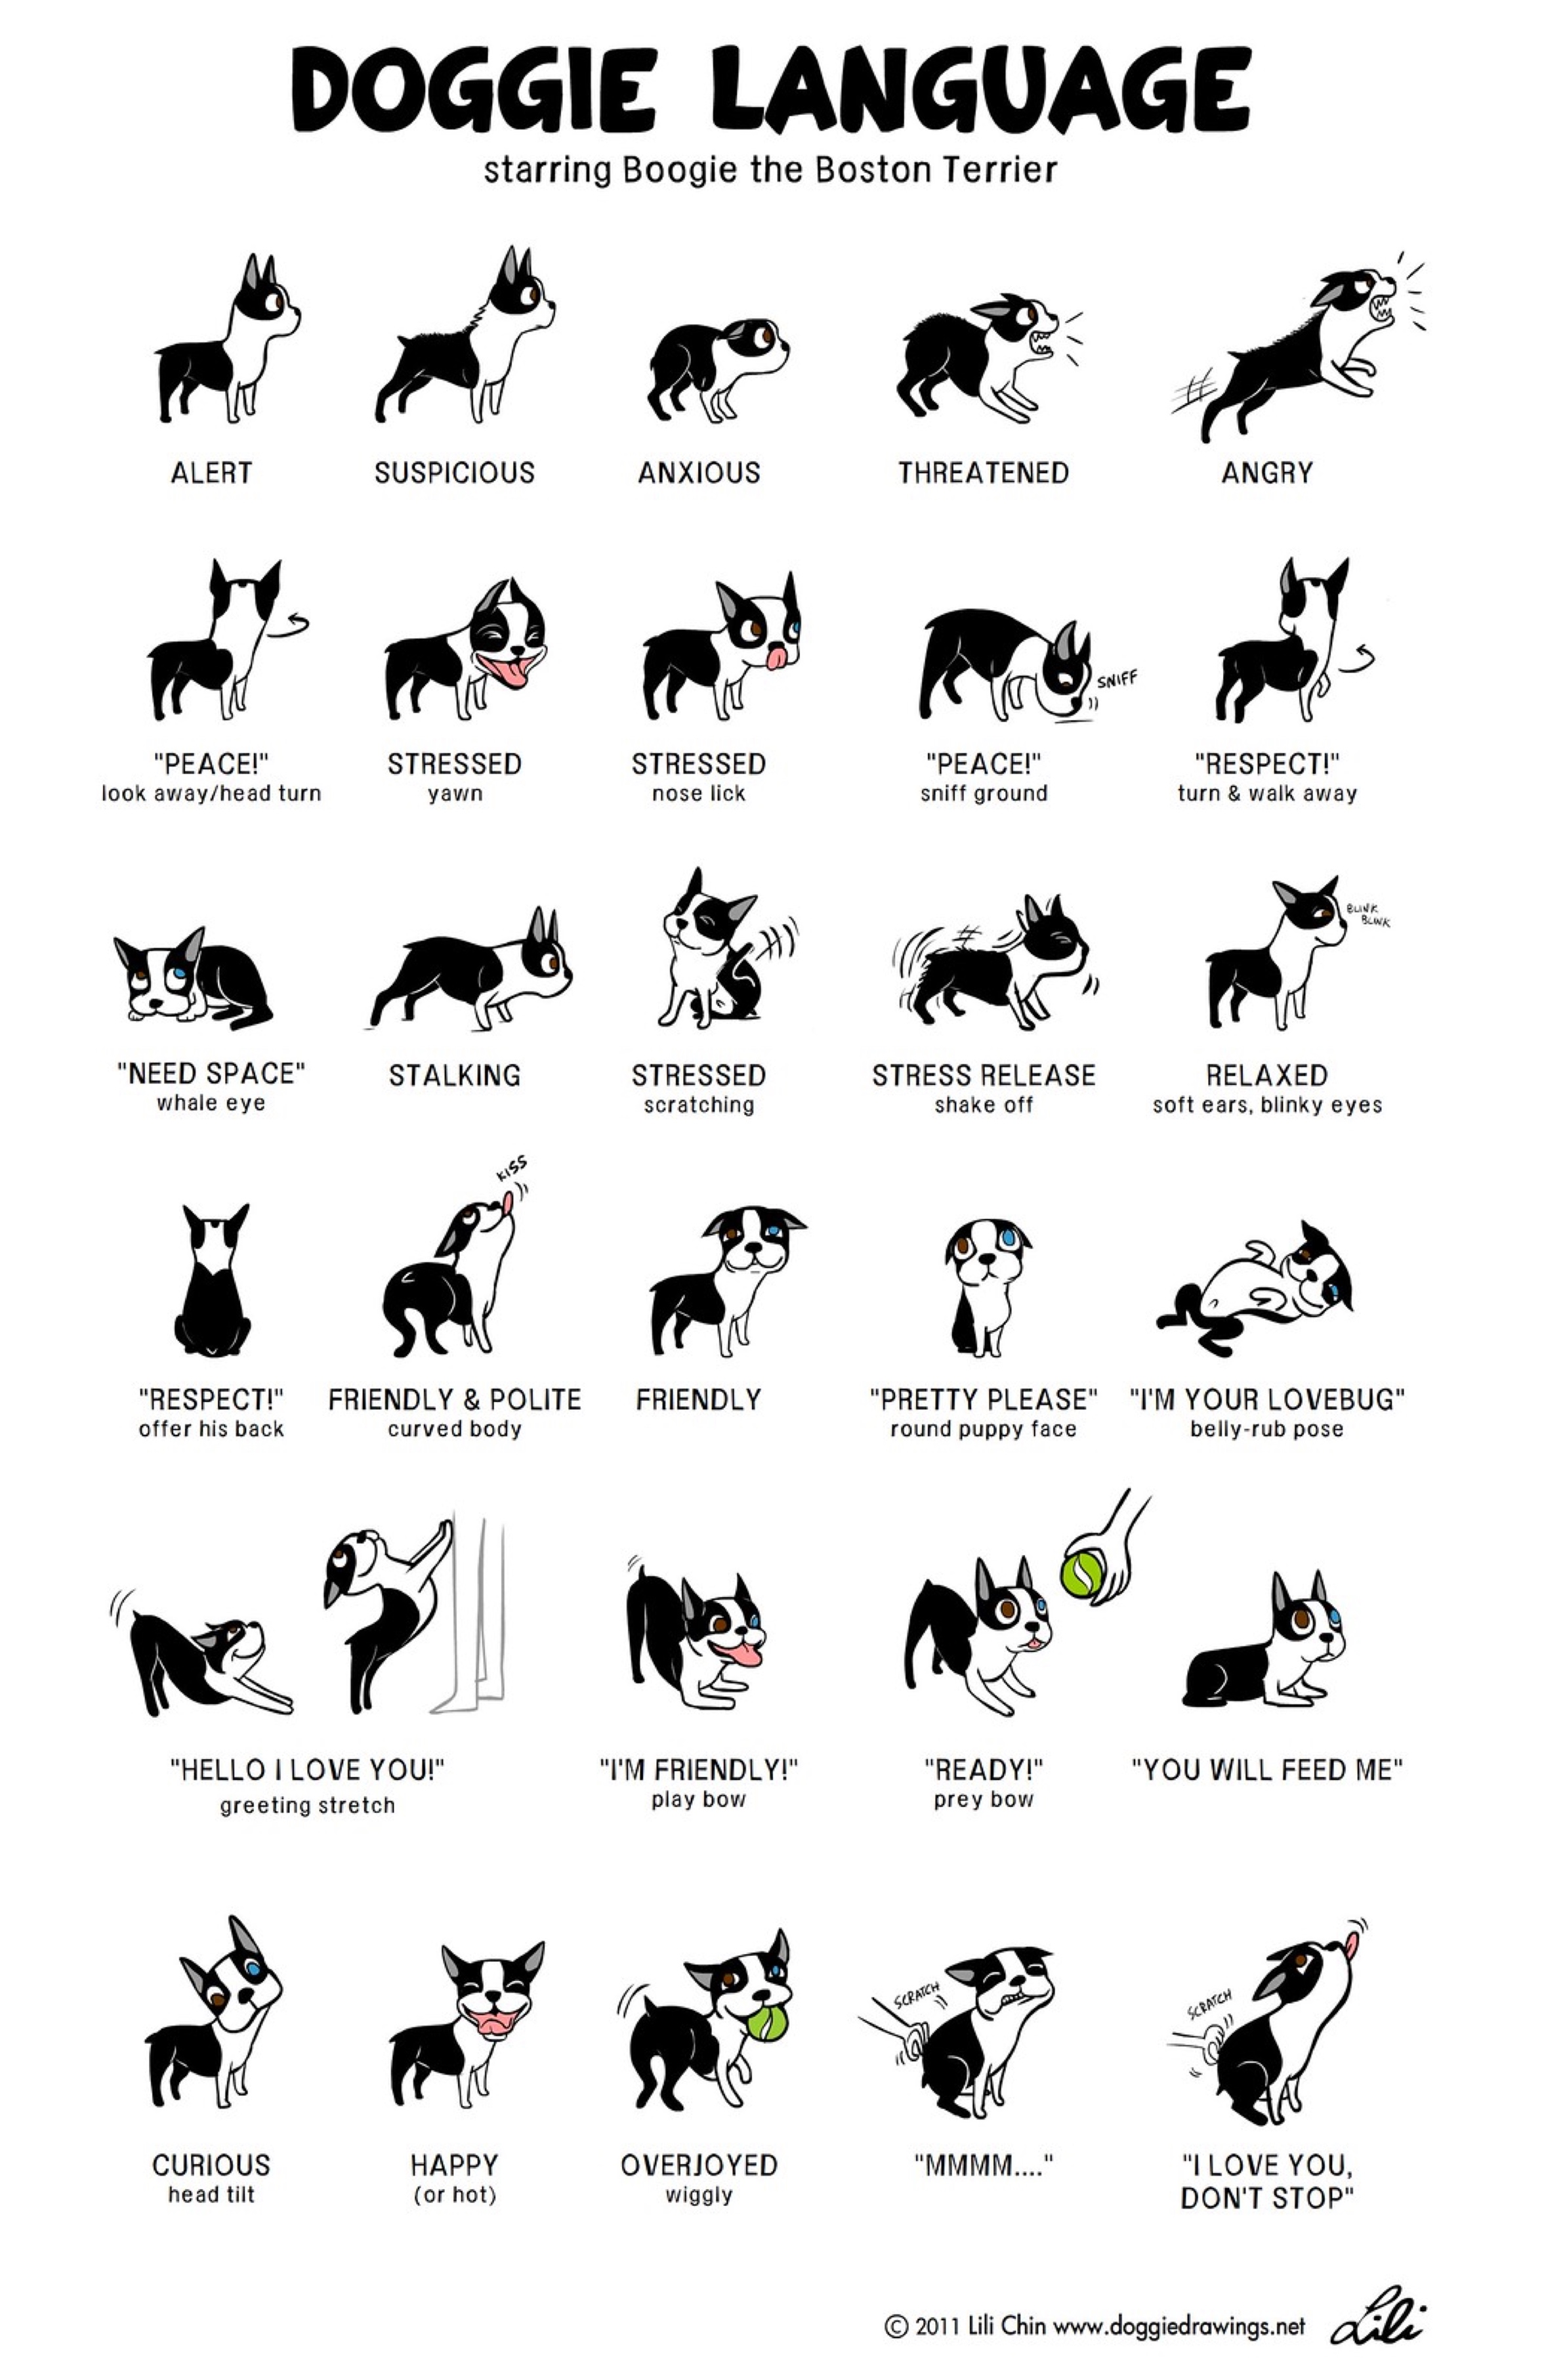 DOGGIE LANGUAGE
starring Boogie the Boston Terrier
ALERT
SUSPICIOUS
ANXIOUS
THREATENED
ANGRY
"PEACE!"
look away/head turn
STRESSED
yawn
STRESSED
nose lick
SNIFF
"PEACE!"
sniff ground
"RESPECT!"
turn & walk away
"NEED SPACE"
whale eye
STALKING
STRESSED
scratching
STRESS RELEASE
shake off
BLINK
BLINK
RELAXED
soft ears, blinky eyes
"RESPECT!"
offer his back
KISS
FRIENDLY & POLITE
curved body
FRIENDLY
"PRETTY PLEASE"
round puppy face
"I'M YOUR LOVEBUG"
belly-rub pose
"HELLO I LOVE YOU!"
greeting stretch
"I'M FRIENDLY!"
play bow
"READY!"
prey bow
"YOU WILL FEED ME"
CURIOUS
head tilt
HAPPY
(or hot)
OVERJOYED
wiggly
SCRATCH
"MMMM...."
SCRATCH
"I LOVE YOU,
DON'T STOP"
© 2011 Lili Chin www.doggiedrawings.net
Lili